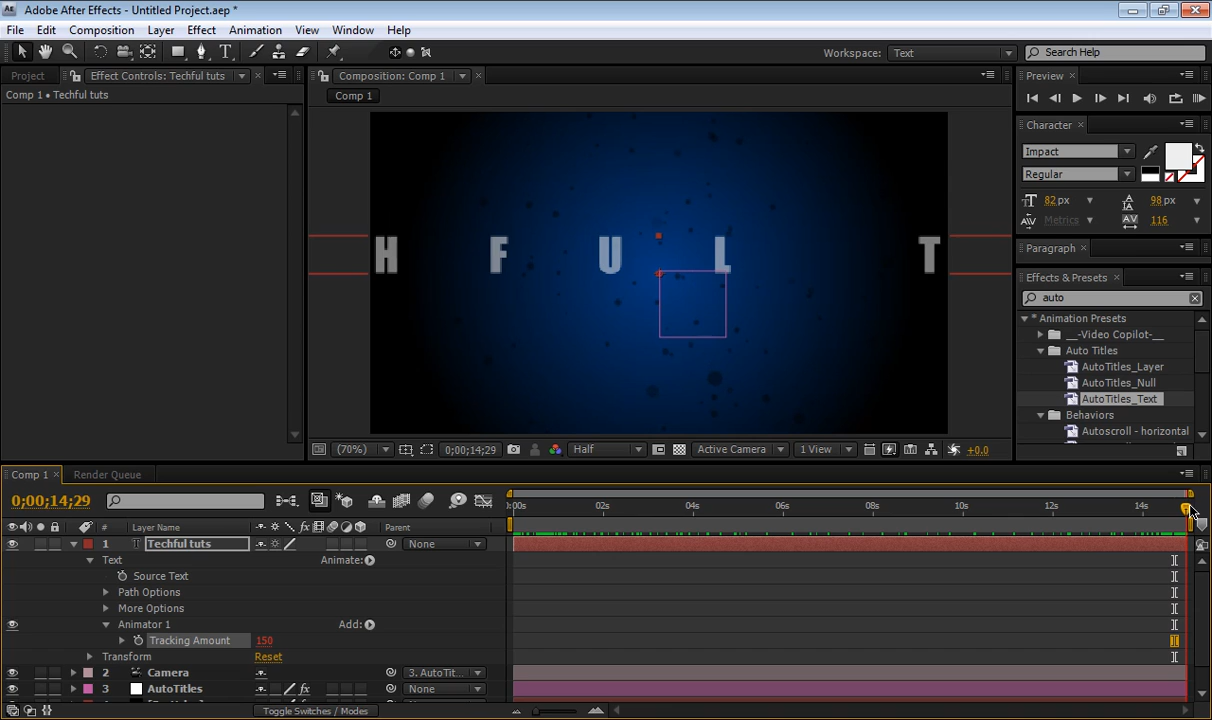 Adobe After Effects - Untitled Project.aep *
File Edit Composition Layer Effect Animation View Window Help
Workspace: Text Search Help
Project Effect Controls: Techful tuts Composition: Comp 1 Preview
Comp 1 • Techful tuts Comp 1
Character
Impact
Regular
82 px 98 px
Metrics 116
H F U L T
Paragraph
Effects & Presets
auto
* Animation Presets
__-Video Copilot-__
Auto Titles
AutoTitles_Layer
AutoTitles_Null
AutoTitles_Text
Behaviors
Autoscroll - horizontal
(70%) 0;00;14;29 Half Active Camera 1 View +0.0
Comp 1 Render Queue
0;00;14;29 :00s 02s 04s 06s 08s 10s 12s 14s
# Layer Name Parent
1 T Techful tuts None
Text Animate:
Source Text
Path Options
More Options
Animator 1 Add:
Tracking Amount 150
Transform Reset
2 Camera 3. AutoTit...
3 AutoTitles None
Toggle Switches / Modes